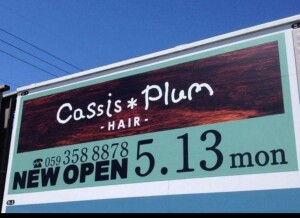 Cassis*Plum
-HAIR-
☎059 358 8878
NEW OPEN 5.13 mon